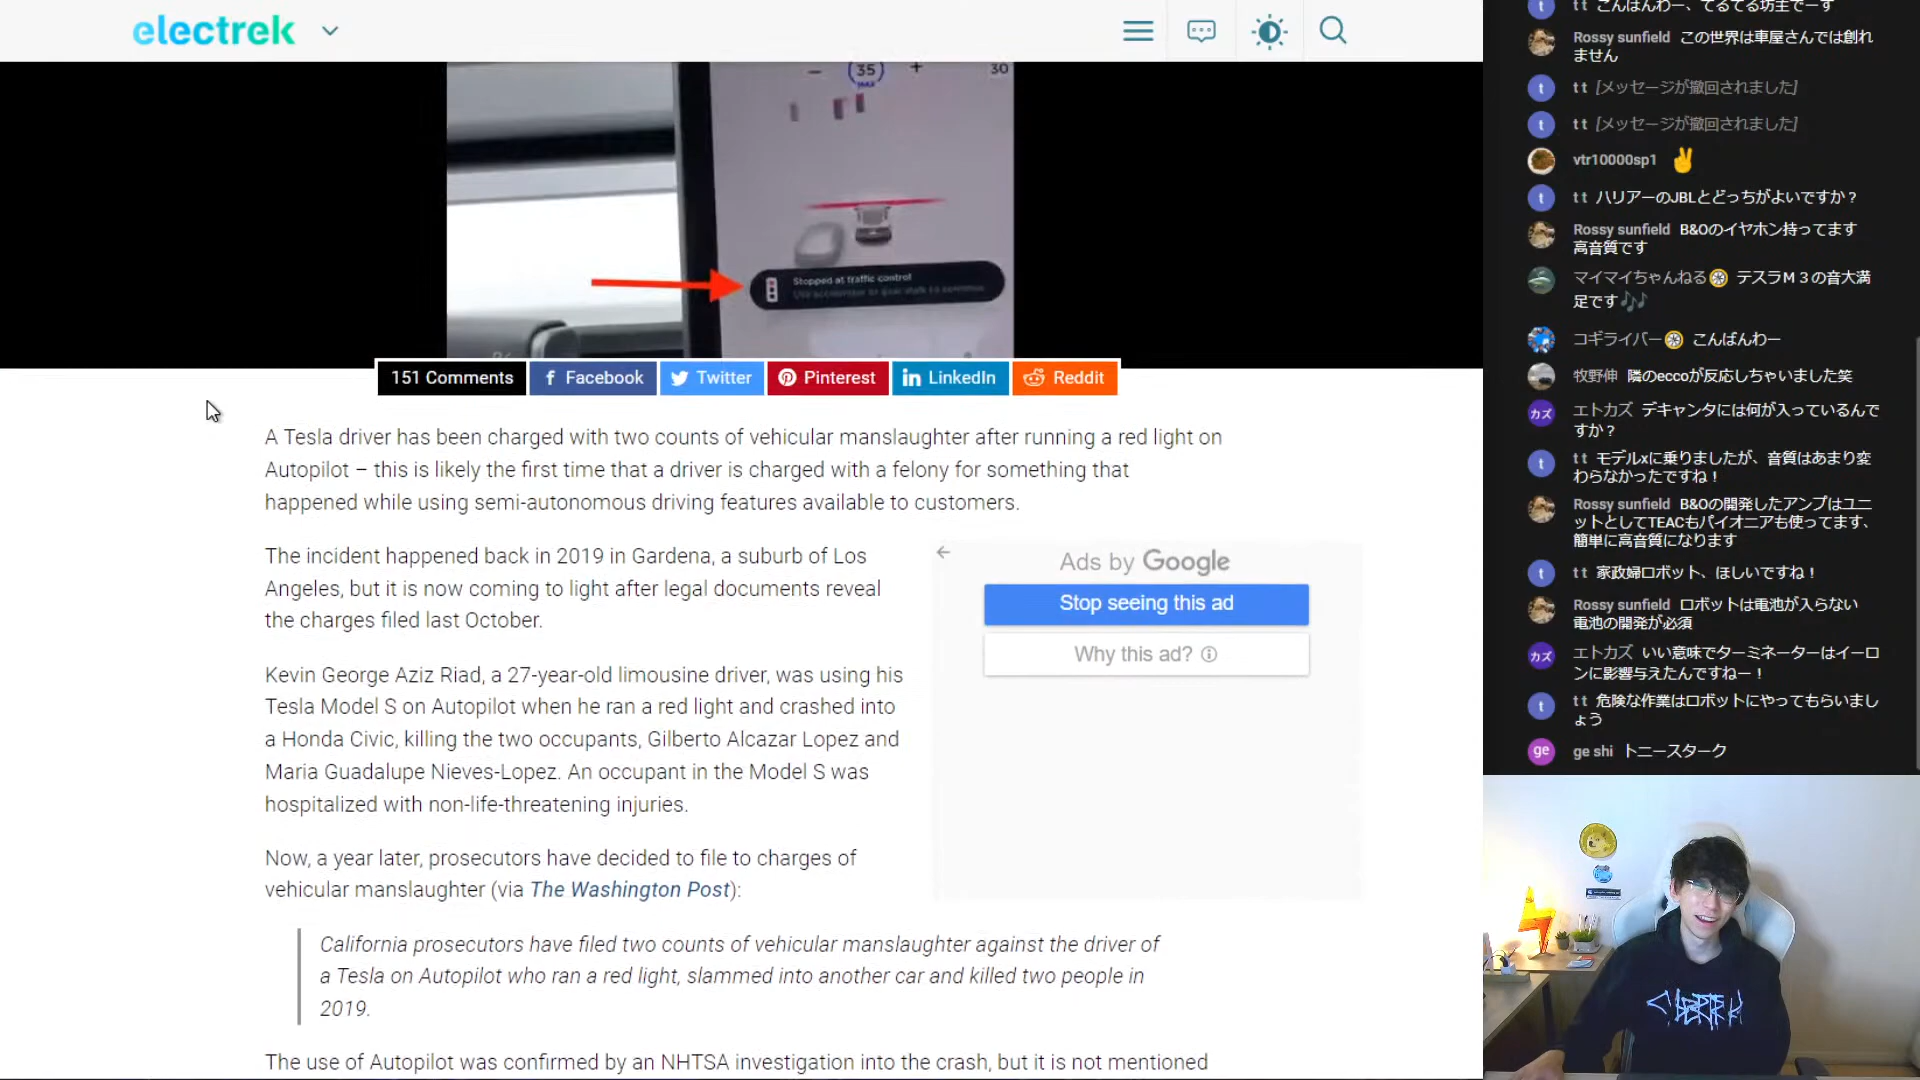 electrek
35
MAX
30
Stopped at traffic control
151 Comments
Facebook
Twitter
Pinterest
LinkedIn
Reddit
A Tesla driver has been charged with two counts of vehicular manslaughter after running a red light on
Autopilot – this is likely the first time that a driver is charged with a felony for something that
happened while using semi-autonomous driving features available to customers.
The incident happened back in 2019 in Gardena, a suburb of Los
Angeles, but it is now coming to light after legal documents reveal
the charges filed last October.
Kevin George Aziz Riad, a 27-year-old limousine driver, was using his
Tesla Model S on Autopilot when he ran a red light and crashed into
a Honda Civic, killing the two occupants, Gilberto Alcazar Lopez and
Maria Guadalupe Nieves-Lopez. An occupant in the Model S was
hospitalized with non-life-threatening injuries.
Now, a year later, prosecutors have decided to file to charges of
vehicular manslaughter (via The Washington Post):
California prosecutors have filed two counts of vehicular manslaughter against the driver of
a Tesla on Autopilot who ran a red light, slammed into another car and killed two people in
2019.
The use of Autopilot was confirmed by an NHTSA investigation into the crash, but it is not mentioned
Ads by Google
Stop seeing this ad
Why this ad?
t t こんばんわー、てるてる坊主でーす
Rossy sunfield この世界は車屋さんでは創れ
ません
t t [メッセージが撤回されました]
t t [メッセージが撤回されました]
vtr10000sp1 ✌
t t ハリアーのJBLとどっちがよいですか？
Rossy sunfield B&Oのイヤホン持ってます
高音質です
マイマイちゃんねる テスラM３の音大満
足です🎶
コギライバー こんばんわー
牧野伸 隣のeccoが反応しちゃいました笑
カズ
エトカズ デキャンタには何が入っているんで
すか？
t t モデルxに乗りましたが、音質はあまり変
わらなかったですね！
Rossy sunfield B&Oの開発したアンプはユニ
ットとしてTEACもパイオニアも使ってます、
簡単に高音質になります
t t 家政婦ロボット、ほしいですね！
Rossy sunfield ロボットは電池が入らない
電池の開発が必須
カズ
エトカズ いい意味でターミネーターはイーロ
ンに影響与えたんですねー！
t t 危険な作業はロボットにやってもらいまし
ょう
ge
ge shi トニースターク